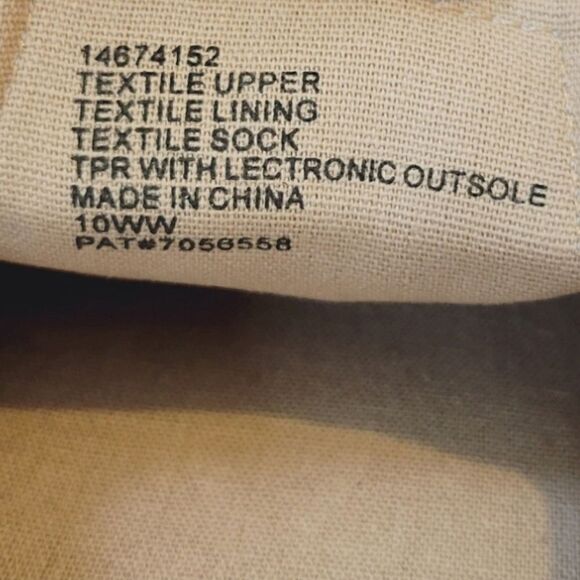 14674152
TEXTILE UPPER
TEXTILE LINING
TEXTILE SOCK
TPR WITH LECTRONIC OUTSOLE
MADE IN CHINA
10WW
PAT#7056558